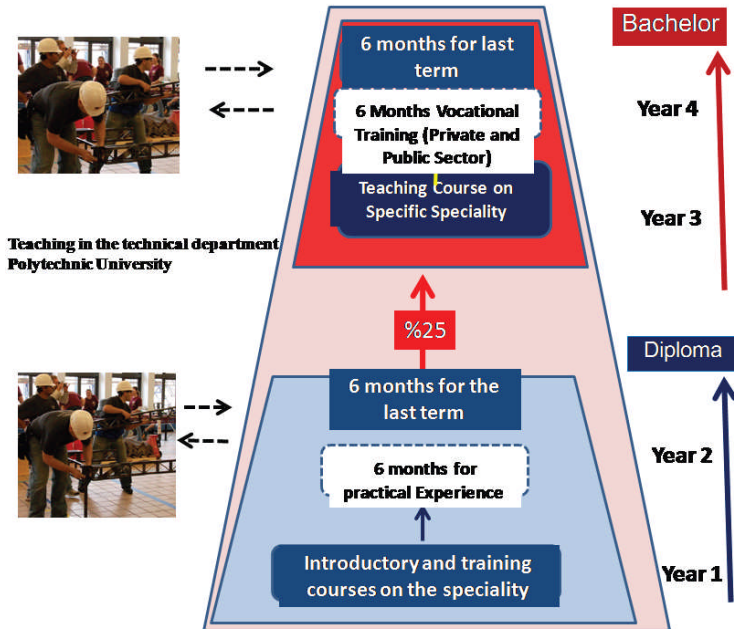 Bachelor
6 months for last
term
Year 4
6 Months Vocational
Training (Private and
Public Sector)
Teaching Course on
Specific Speciality
Year 3
Teaching in the technical department
Polytechnic University
%25
Diploma
6 months for the
last term
Year 2
6 months for
practical Experience
Introductory and training
courses on the speciality
Year 1